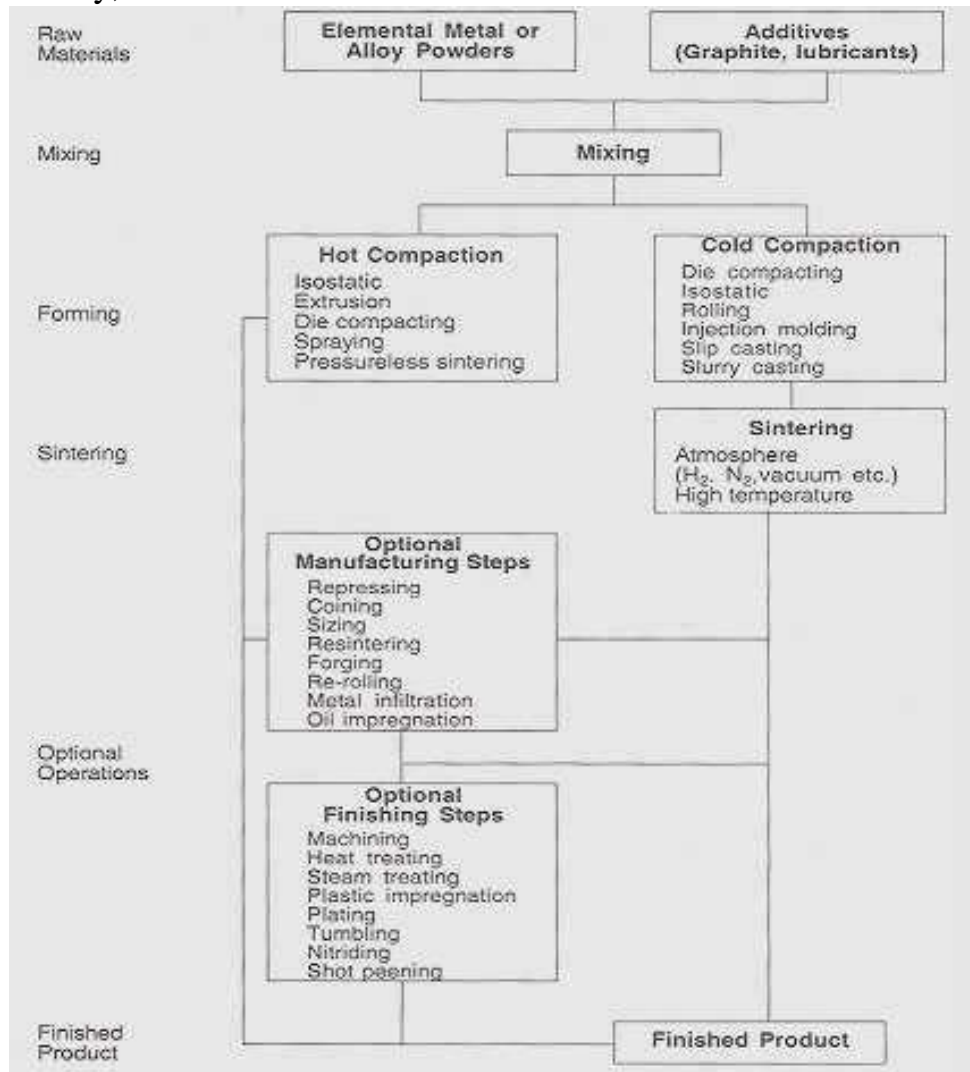 Raw
Materials
Elemental Metal or
Alloy Powders
Additives
(Graphite, lubricants)
Mixing
Mixing
Forming
Hot Compaction
Isostatic
Extrusion
Die compacting
Spraying
Pressureless sintering
Cold Compaction
Die compacting
Isostatic
Rolling
Injection molding
Slip casting
Slurry casting
Sintering
Sintering
Atmosphere
(H₂. N₂,vacuum etc.)
High temperature
Optional
Manufacturing Steps
Repressing
Coining
Sizing
Resintering
Forging
Re-rolling
Metal infiltration
Oil impregnation
Optional
Operations
Optional
Finishing Steps
Machining
Heat treating
Steam treating
Plastic impregnation
Plating
Tumbling
Nitriding
Shot peening
Finished
Product
Finished Product